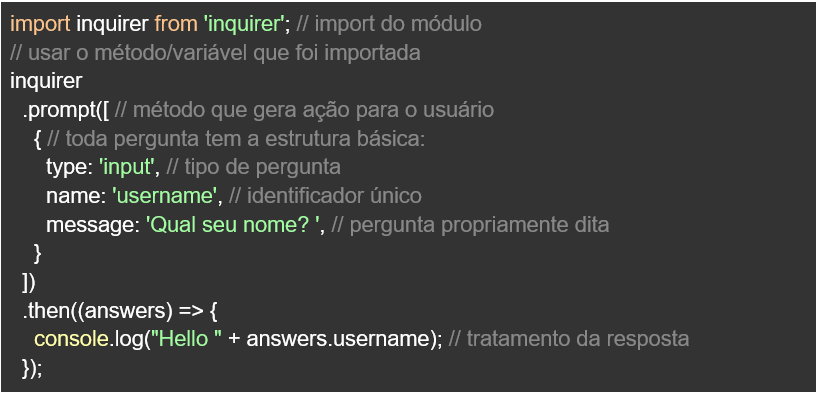 import inquirer from 'inquirer'; // import do módulo
// usar o método/variável que foi importada
inquirer
  .prompt([ // método que gera ação para o usuário
    { // toda pergunta tem a estrutura básica:
      type: 'input', // tipo de pergunta
      name: 'username', // identificador único
      message: 'Qual seu nome? ', // pergunta propriamente dita
    }
  ])
  .then((answers) => {
    console.log("Hello " + answers.username); // tratamento da resposta
  });